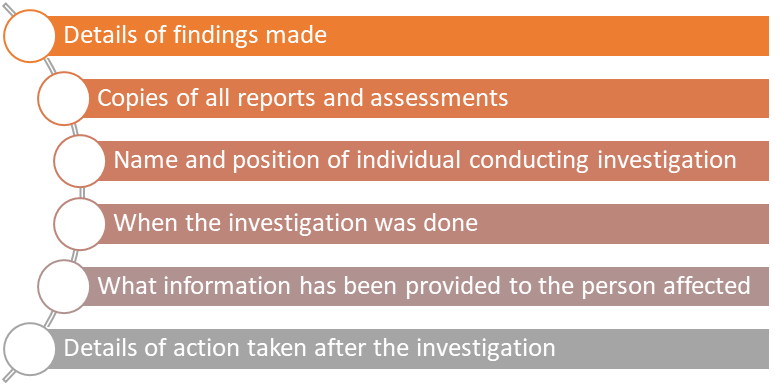 Details of findings made
Copies of all reports and assessments
Name and position of individual conducting investigation
When the investigation was done
What information has been provided to the person affected
Details of action taken after the investigation